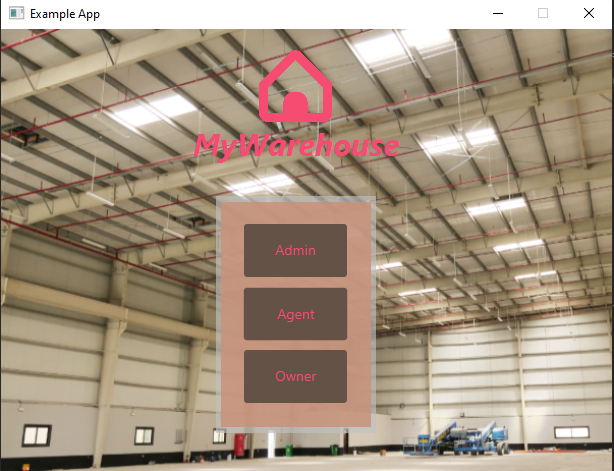 Example App
MyWarehouse
Admin
Agent
Owner